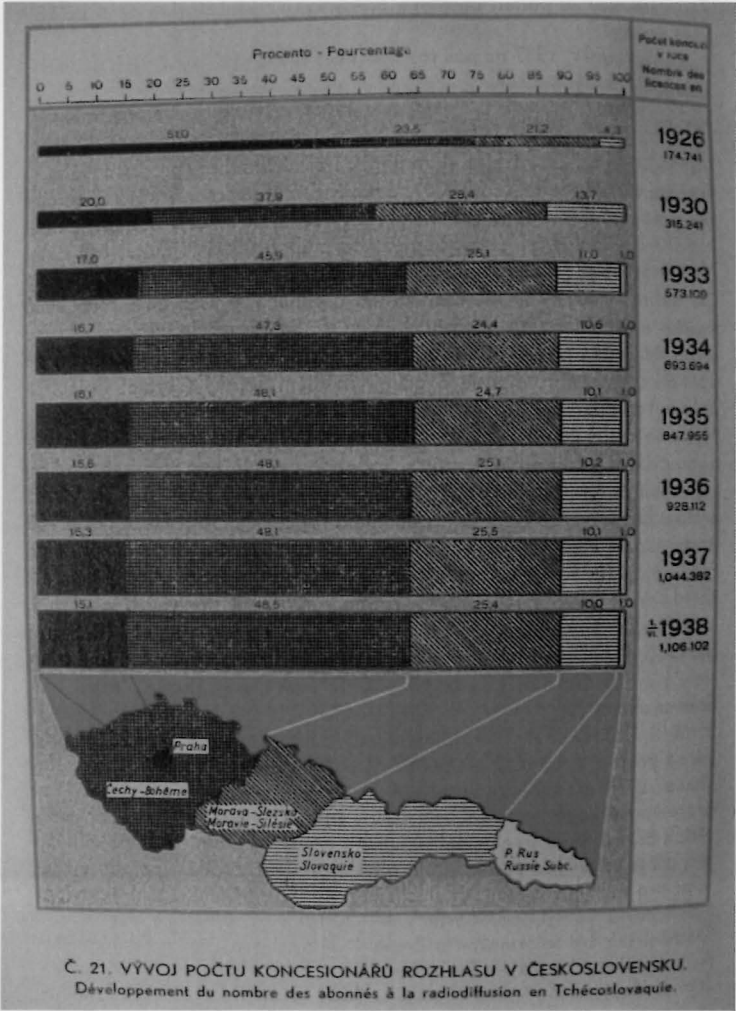 Procento - Pourcentage
Počet koncesí
v roce
Nombre des
licences en
0 5 10 15 20 25 30 35 40 45 50 55 60 65 70 75 80 85 90 95 100
51,0 23,5 21,2 4,3
1926
174.741
20,0 37,9 28,4 13,7
1930
315.241
17,0 45,9 25,1 11,0 1,0
1933
573.109
16,7 47,3 24,4 10,6 1,0
1934
693.694
16,1 48,1 24,7 10,1 1,0
1935
847.955
15,6 48,1 25,1 10,2 1,0
1936
928.112
15,3 48,1 25,5 10,1 1,0
1937
1,044.382
15,1 48,5 25,4 10,0 1,0
1/VI. 1938
1,106.102
Praha
Čechy-Bohême
Morava-Slezsko
Moravie-Silésie
Slovensko
Slovaquie
P. Rus
Russie Subc.
Č. 21. VÝVOJ POČTU KONCESIONÁŘŮ ROZHLASU V ČESKOSLOVENSKU.
Développement du nombre des abonnés à la radiodiffusion en Tchécoslovaquie.